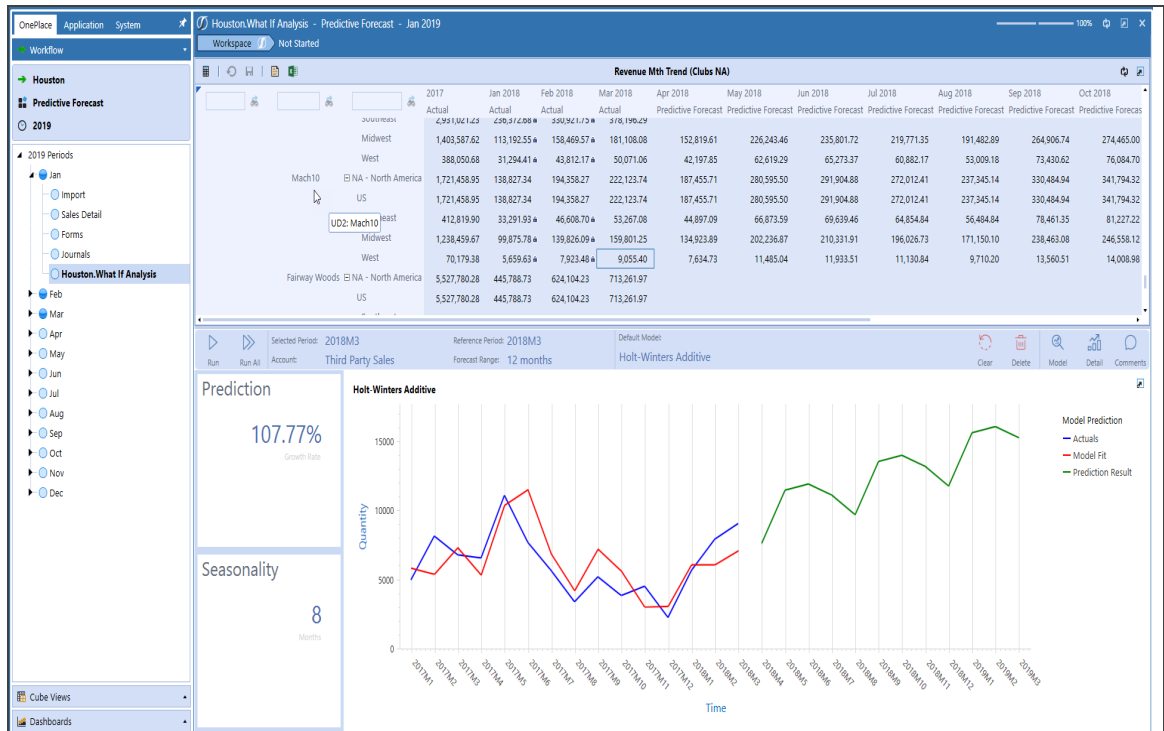 OnePlace Application System
Houston.What If Analysis - Predictive Forecast - Jan 2019
100%
Workflow
Workspace Not Started
Houston
Predictive Forecast
2019
Revenue Mth Trend (Clubs NA)
2017 Jan 2018 Feb 2018 Mar 2018 Apr 2018 May 2018 Jun 2018 Jul 2018 Aug 2018 Sep 2018 Oct 2018
Actual Actual Actual Actual Predictive Forecast Predictive Forecast Predictive Forecast Predictive Forecast Predictive Forecast Predictive Forecast Predictive Forecast
Southeast 2,931,021.23 236,372.68 330,921.75 378,196.29
Midwest 1,403,587.62 113,192.55 158,469.57 181,108.08 152,819.61 226,243.46 235,801.72 219,771.35 191,482.89 264,906.74 274,465.00
West 388,050.68 31,294.41 43,812.17 50,071.06 42,197.85 62,619.29 65,273.37 60,882.17 53,009.18 73,430.62 76,084.70
Mach10 NA - North America 1,721,458.95 138,827.34 194,358.27 222,123.74 187,455.71 280,595.50 291,904.88 272,012.41 237,345.14 330,484.94 341,794.32
US 1,721,458.95 138,827.34 194,358.27 222,123.74 187,455.71 280,595.50 291,904.88 272,012.41 237,345.14 330,484.94 341,794.32
UD2: Mach10
east 412,819.90 33,291.93 46,608.70 53,267.08 44,897.09 66,873.59 69,639.46 64,854.84 56,484.84 78,461.35 81,227.22
Midwest 1,238,459.67 99,875.78 139,826.09 159,801.25 134,923.89 202,236.87 210,331.91 196,026.73 171,150.10 238,463.08 246,558.12
West 70,179.38 5,659.63 7,923.48 9,055.40 7,634.73 11,485.04 11,933.51 11,130.84 9,710.20 13,560.51 14,008.98
Fairway Woods NA - North America 5,527,780.28 445,788.73 624,104.23 713,261.97
US 5,527,780.28 445,788.73 624,104.23 713,261.97
2019 Periods
Jan
Import
Sales Detail
Forms
Journals
Houston.What If Analysis
Feb
Mar
Apr
May
Jun
Jul
Aug
Sep
Oct
Nov
Dec
Cube Views
Dashboards
Run
Run All
Selected Period: 2018M3
Account: Third Party Sales
Reference Period: 2018M3
Forecast Range: 12 months
Default Model:
Holt-Winters Additive
Clear
Delete
Model
Detail
Comments
Prediction
107.77%
Growth Rate
Seasonality
8
Months
Holt-Winters Additive
Quantity
15000
10000
5000
0
2017M1 2017M2 2017M3 2017M4 2017M5 2017M6 2017M7 2017M8 2017M9 2017M10 2017M11 2017M12 2018M1 2018M2 2018M3 2018M4 2018M5 2018M6 2018M7 2018M8 2018M9 2018M10 2018M11 2018M12 2019M1 2019M2 2019M3
Time
Model Prediction
Actuals
Model Fit
Prediction Result